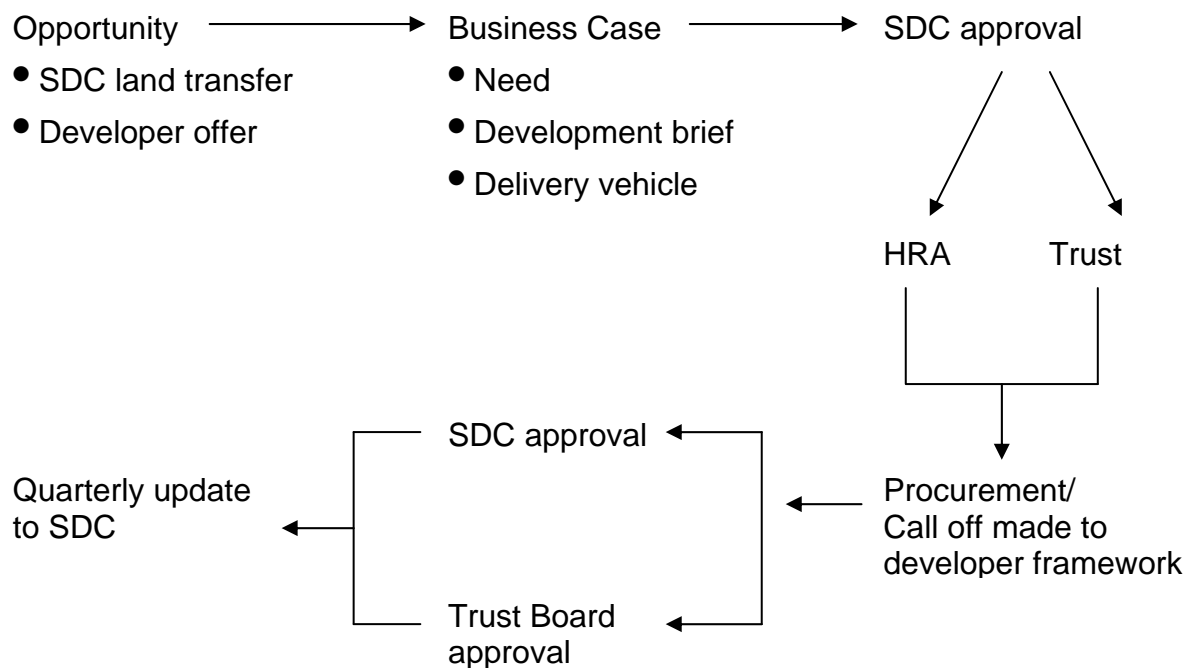 Opportunity
• SDC land transfer
• Developer offer
Business Case
• Need
• Development brief
• Delivery vehicle
SDC approval
HRA
Trust
Procurement/
Call off made to
developer framework
SDC approval
Trust Board
approval
Quarterly update
to SDC